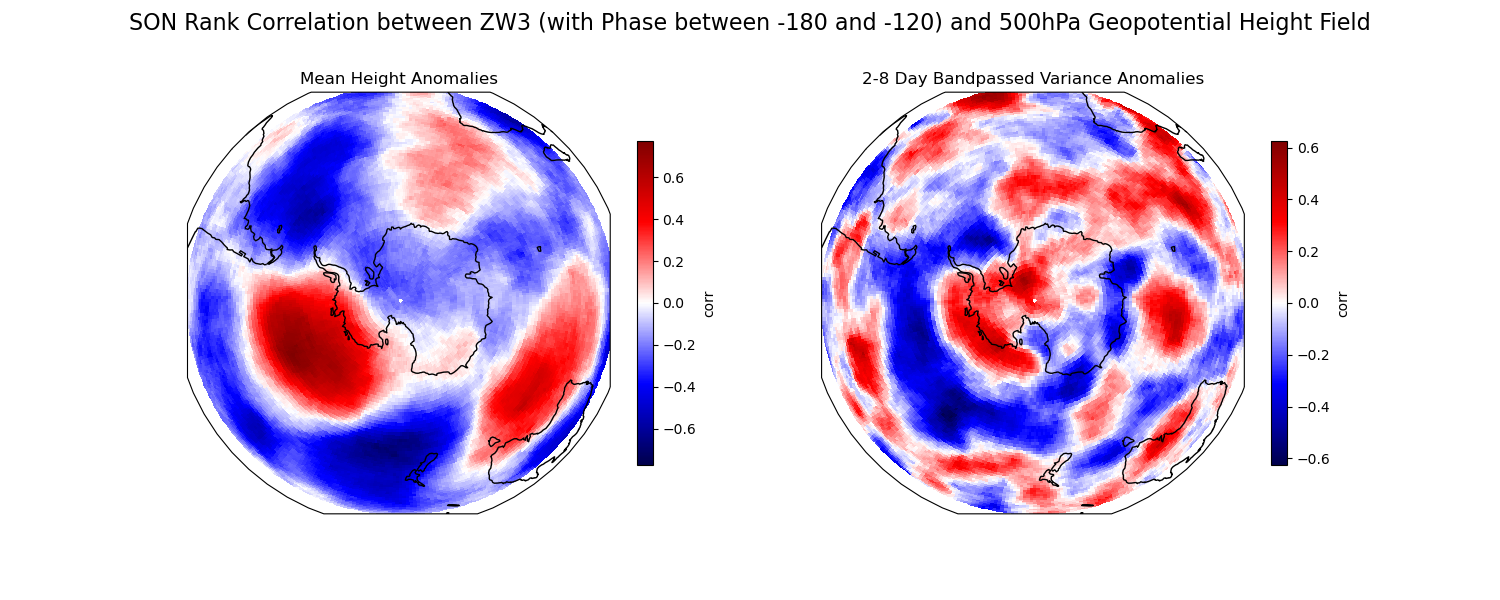 SON Rank Correlation between ZW3 (with Phase between -180 and -120) and 500hPa Geopotential Height Field
Mean Height Anomalies
0.6
0.4
0.2
0.0
−0.2
−0.4
−0.6
corr
2-8 Day Bandpassed Variance Anomalies
0.6
0.4
0.2
0.0
−0.2
−0.4
−0.6
corr